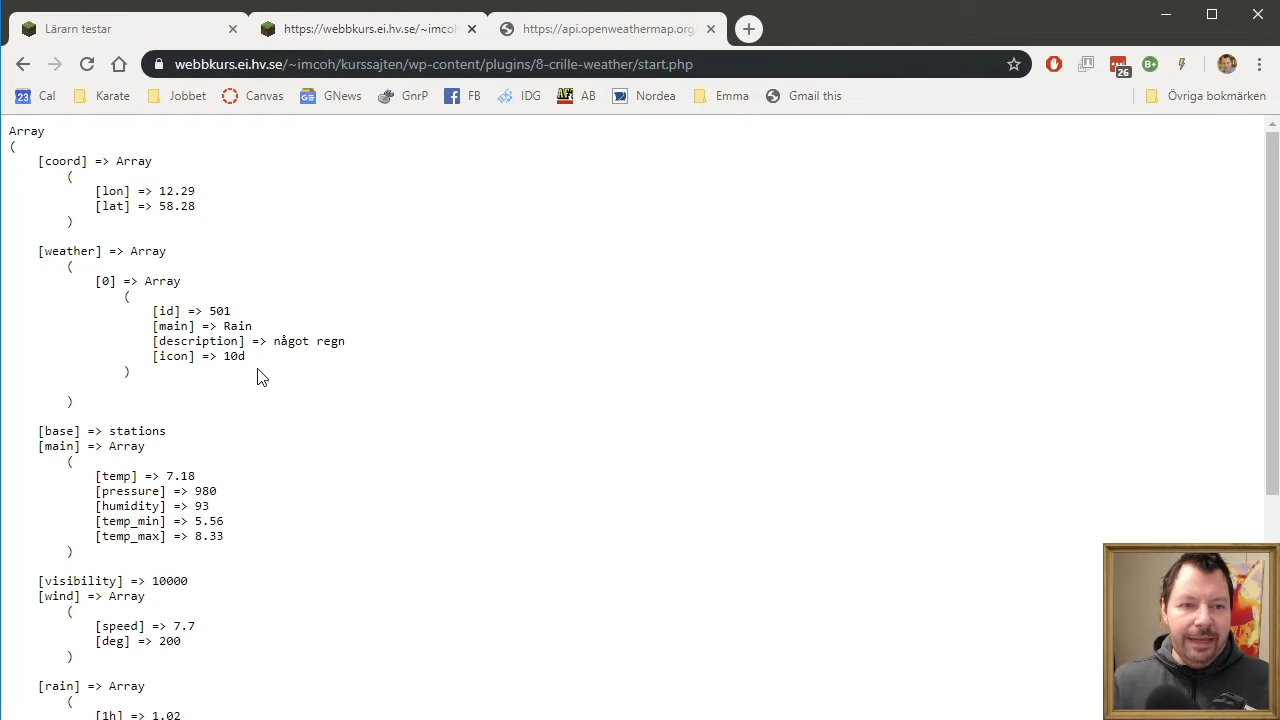 Lärarn testar
https://webbkurs.ei.hv.se/~imcoh
https://api.openweathermap.org
webbkurs.ei.hv.se/~imcoh/kurssajten/wp-content/plugins/8-crille-weather/start.php
26
B+
23 Cal
Karate
Jobbet
Canvas
GNews
GnrP
FB
IDG
AB
Nordea
Emma
Gmail this
Övriga bokmärken
Array
(
[coord] => Array
(
[lon] => 12.29
[lat] => 58.28
)
[weather] => Array
(
[0] => Array
(
[id] => 501
[main] => Rain
[description] => något regn
[icon] => 10d
)
)
[base] => stations
[main] => Array
(
[temp] => 7.18
[pressure] => 980
[humidity] => 93
[temp_min] => 5.56
[temp_max] => 8.33
)
[visibility] => 10000
[wind] => Array
(
[speed] => 7.7
[deg] => 200
)
[rain] => Array
(
[1h] => 1.02